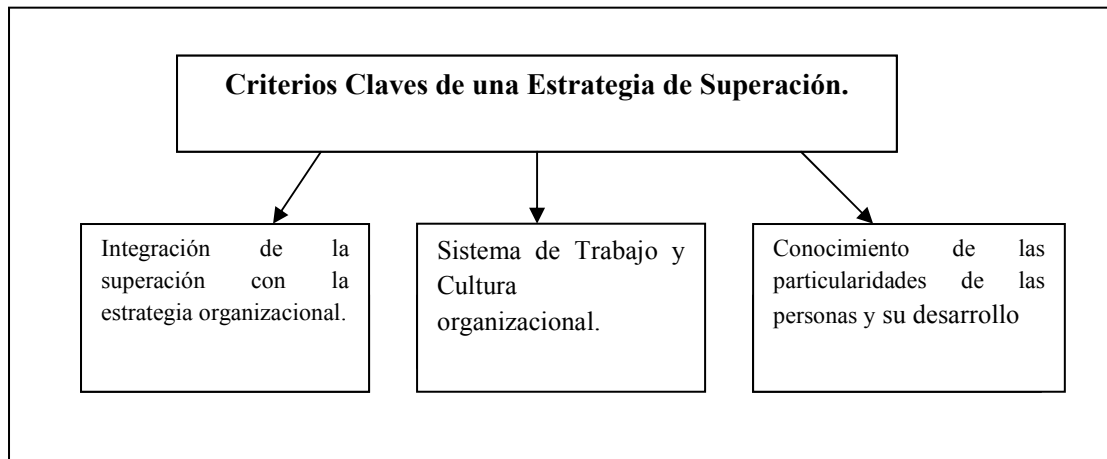 Criterios Claves de una Estrategia de Superación.
Integración de la
superación con la
estrategia organizacional.
Sistema de Trabajo y
Cultura
organizacional.
Conocimiento de las
particularidades de las
personas y su desarrollo